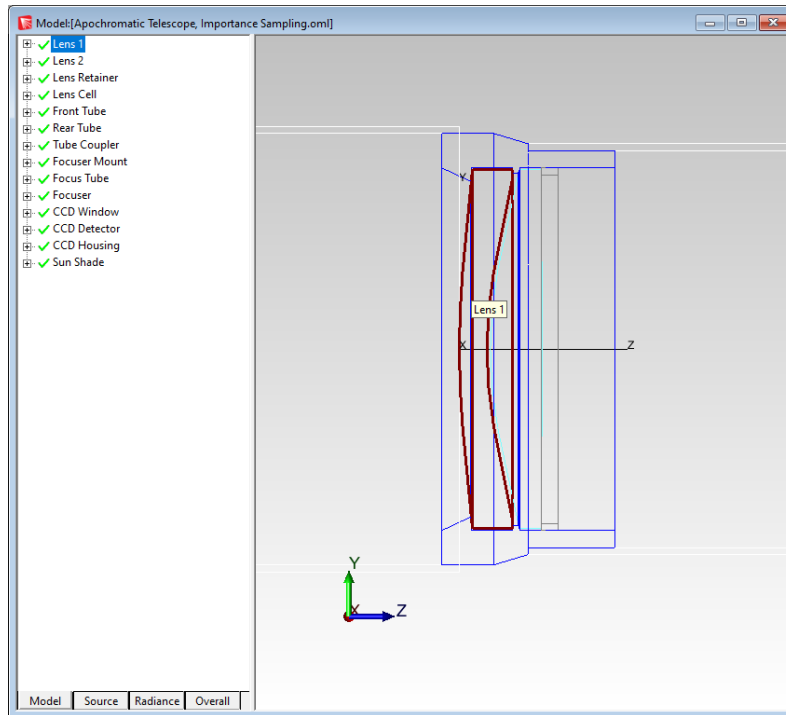 Model:[Apochromatic Telescope, Importance Sampling.oml]
Lens 1
Lens 2
Lens Retainer
Lens Cell
Front Tube
Rear Tube
Tube Coupler
Focuser Mount
Focus Tube
Focuser
CCD Window
CCD Detector
CCD Housing
Sun Shade
Y
Lens 1
X
Z
Y
X
Z
Model Source Radiance Overall